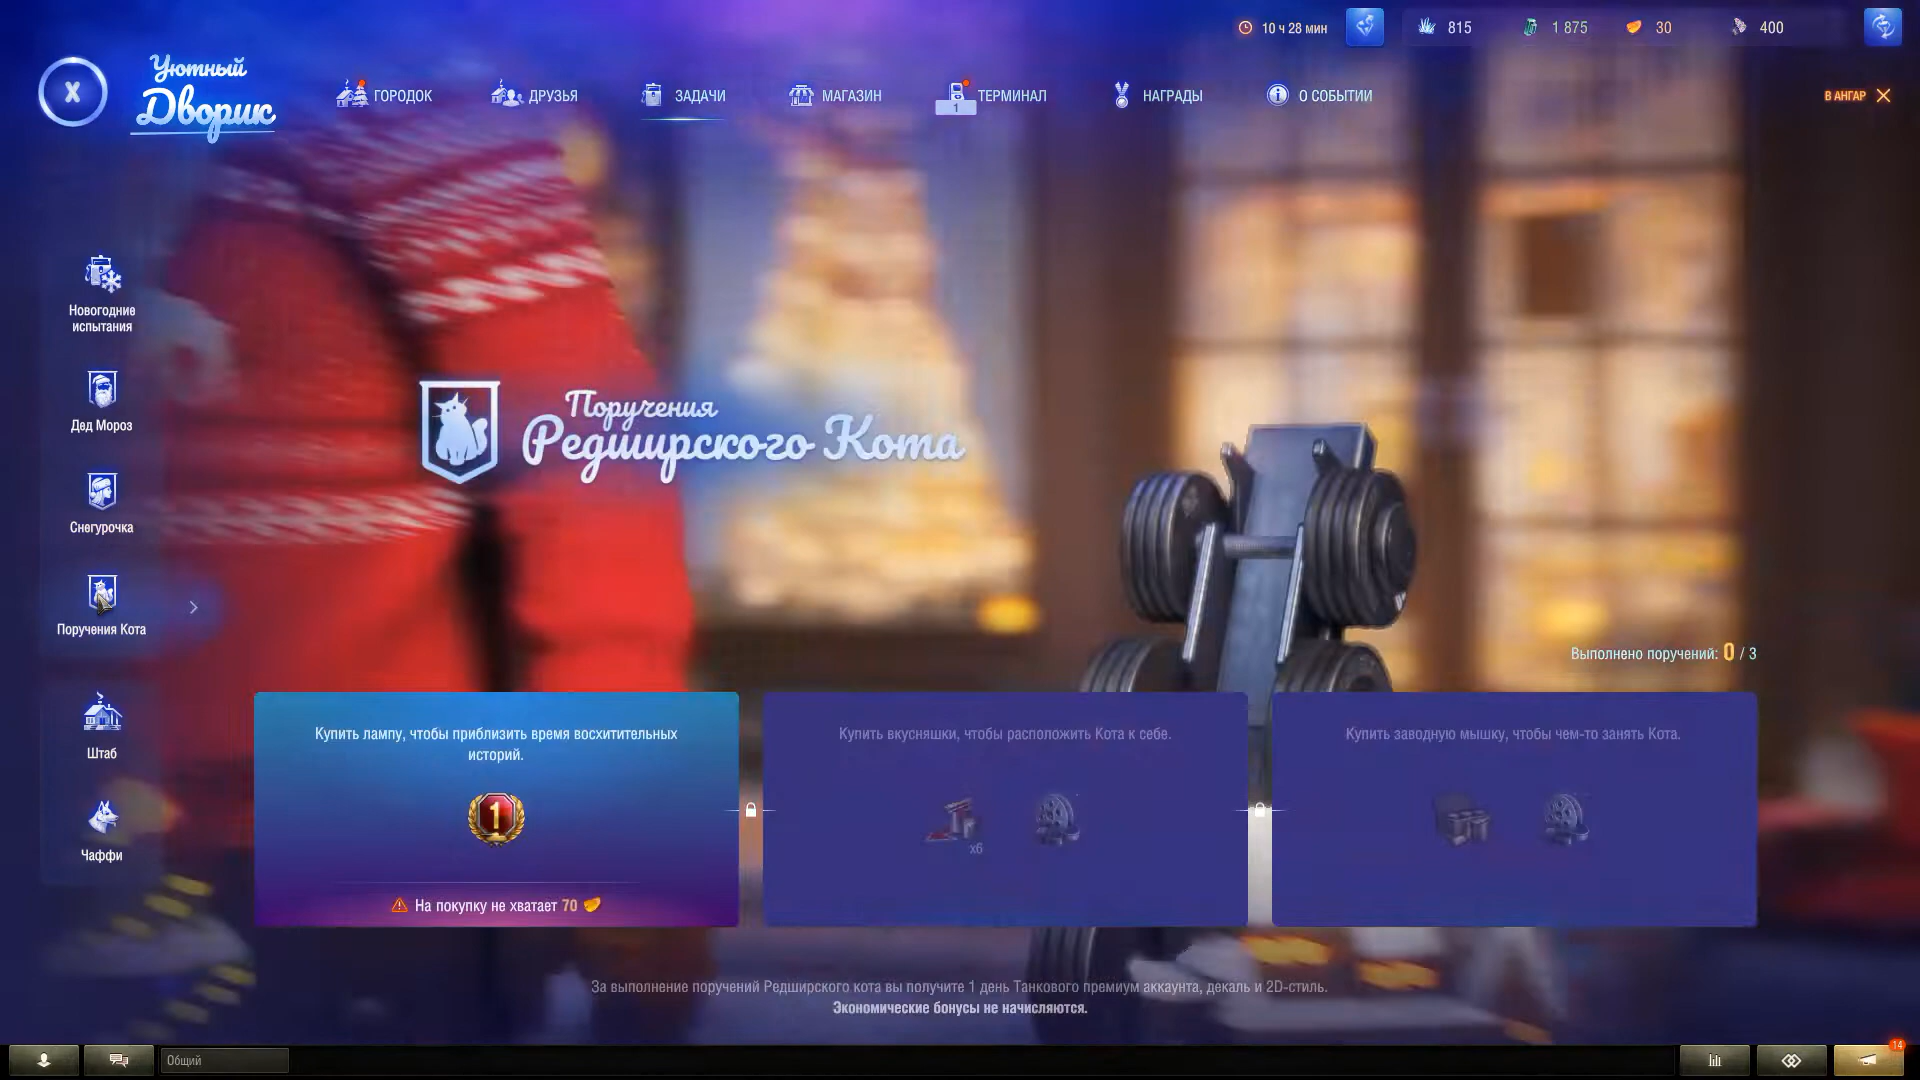 10 ч 28 мин
815
1 875
30
400
X
Уютный
Дворик
ГОРОДОК
ДРУЗЬЯ
ЗАДАЧИ
МАГАЗИН
1
ТЕРМИНАЛ
НАГРАДЫ
О СОБЫТИИ
В АНГАР
Новогодние
испытания
Дед Мороз
Снегурочка
Поручения Кота
Штаб
Чаффи
Поручения
Редширского Кота
Выполнено поручений: 0 / 3
Купить лампу, чтобы приблизить время восхитительных
историй.
1
На покупку не хватает 70
Купить вкусняшки, чтобы расположить Кота к себе.
x6
Купить заводную мышку, чтобы чем-то занять Кота.
За выполнение поручений Редширского кота вы получите 1 день Танкового премиум аккаунта, декаль и 2D-стиль.
Экономические бонусы не начисляются.
Общий
14